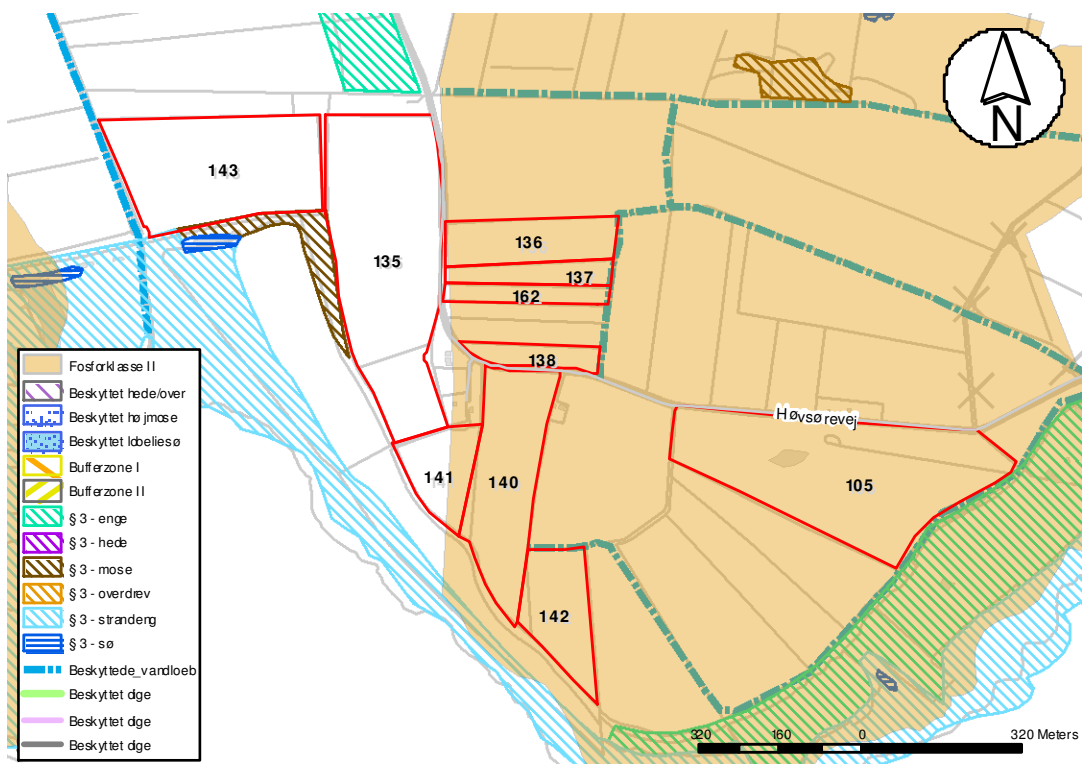 N
143
135
136
137
162
138
Høvsørevej
141
140
105
142
Fosforklasse II
Beskyttet hede/over
Beskyttet højmose
Beskyttet lobeliesø
Bufferzone I
Bufferzone II
§ 3 - enge
§ 3 - hede
§ 3 - mose
§ 3 - overdrev
§ 3 - strandeng
§ 3 - sø
Beskyttede_vandloeb
Beskyttet dige
Beskyttet dige
Beskyttet dige
320 160 0 320 Meters